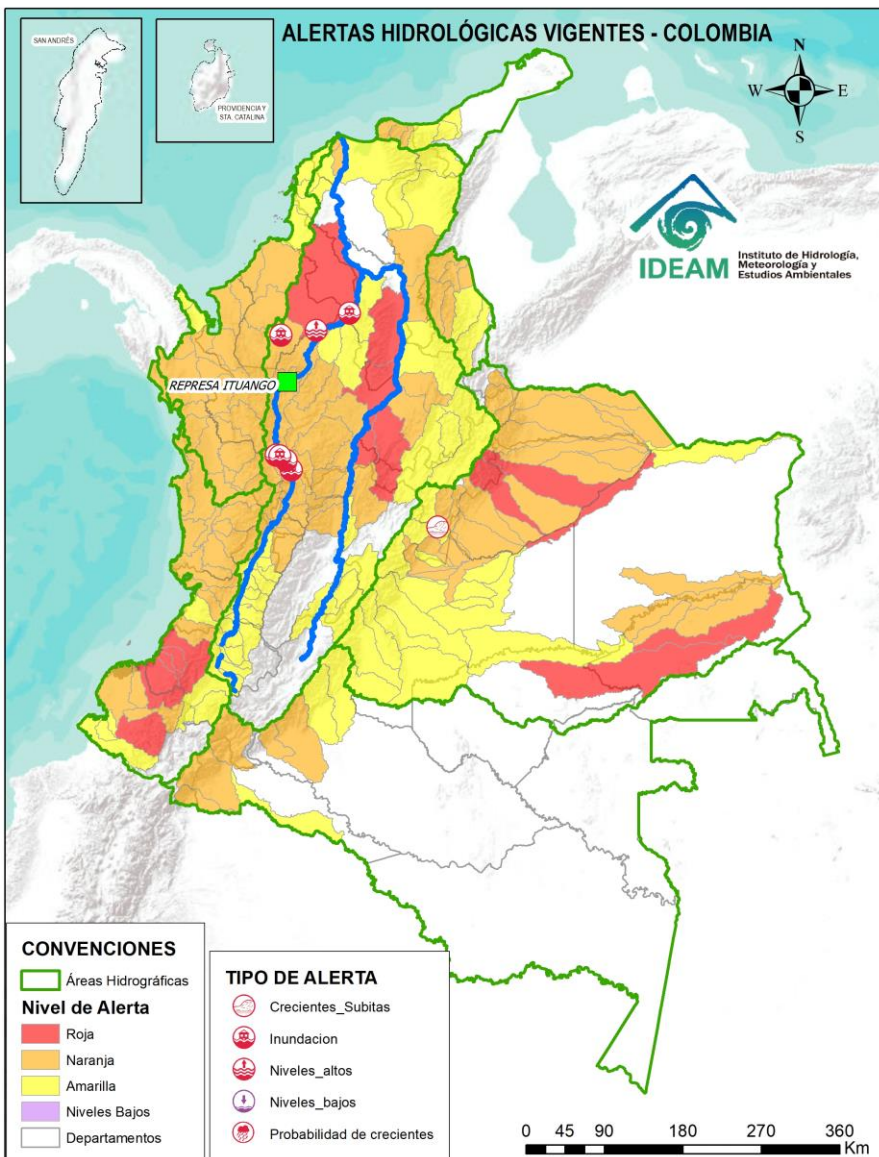 ALERTAS HIDROLÓGICAS VIGENTES - COLOMBIA
SAN ANDRÉS
PROVIDENCIA Y
STA. CATALINA
N
W
E
S
IDEAM
Instituto de Hidrología,
Meteorología y
Estudios Ambientales
REPRESA ITUANGO
CONVENCIONES
Áreas Hidrográficas
Nivel de Alerta
Roja
Naranja
Amarilla
Niveles Bajos
Departamentos
TIPO DE ALERTA
Crecientes_Subitas
Inundacion
Niveles_altos
Niveles_bajos
Probabilidad de crecientes
0 45 90 180 270 360
Km